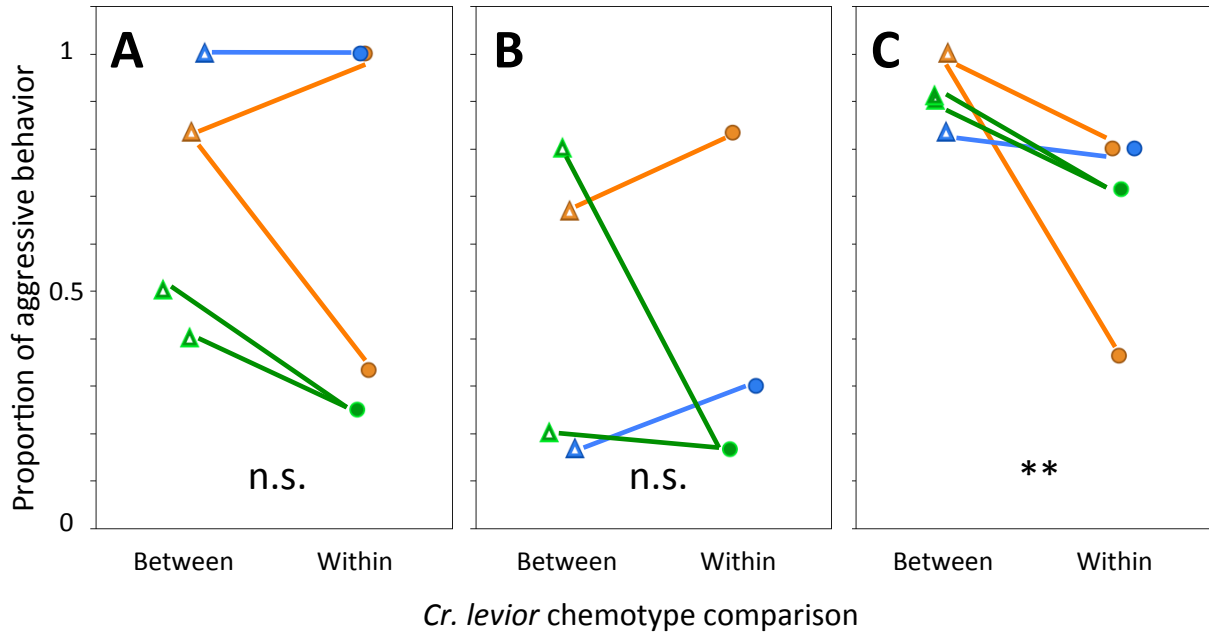 Proportion of aggressive behavior
1
0.5
0
A
B
C
n.s.
n.s.
**
Between Within
Between Within
Between Within
Cr. levior chemotype comparison